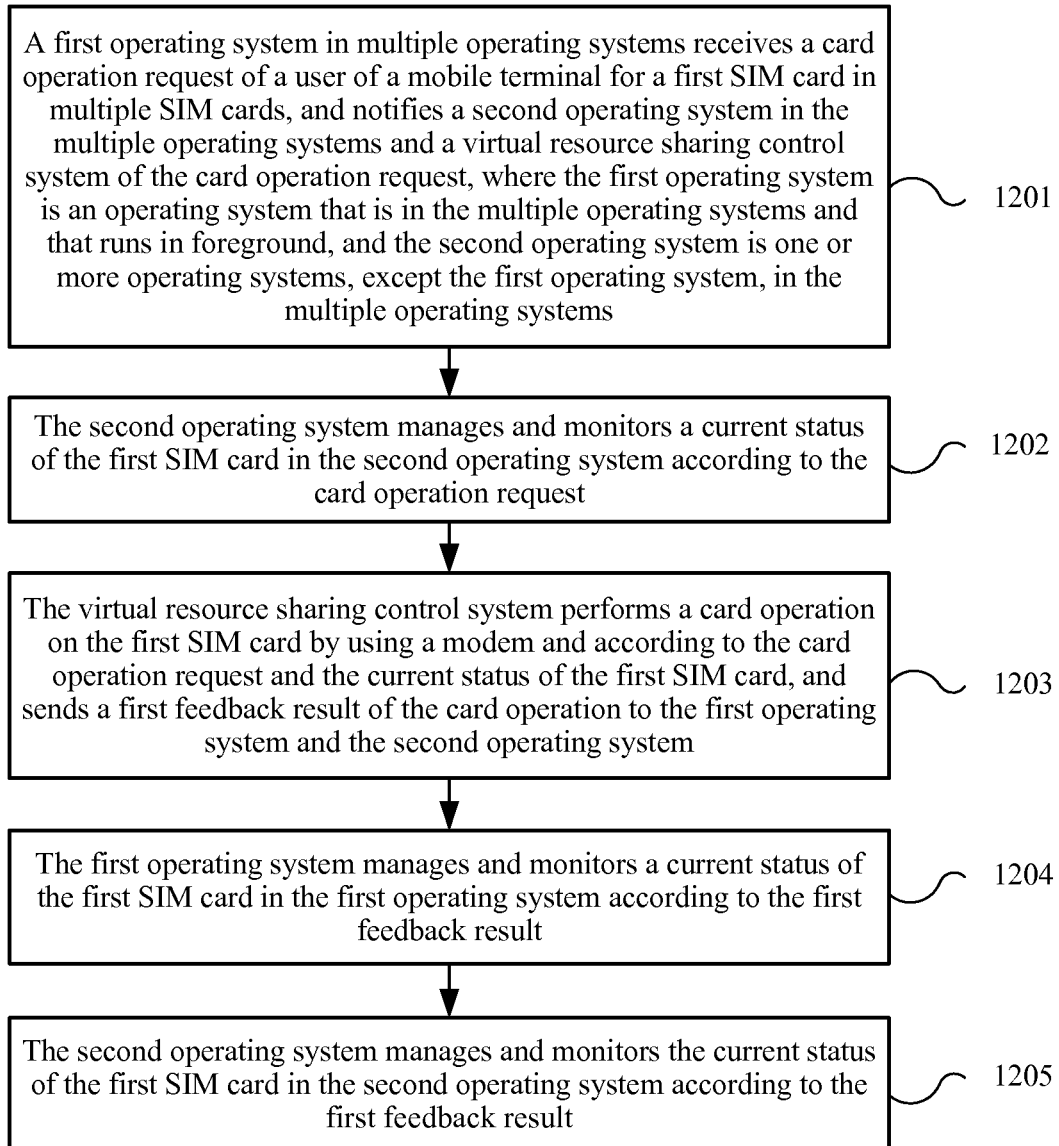 A first operating system in multiple operating systems receives a card
operation request of a user of a mobile terminal for a first SIM card in
multiple SIM cards, and notifies a second operating system in the
multiple operating systems and a virtual resource sharing control
system of the card operation request, where the first operating system
is an operating system that is in the multiple operating systems and
that runs in foreground, and the second operating system is one or
more operating systems, except the first operating system, in the
multiple operating systems
1201
The second operating system manages and monitors a current status
of the first SIM card in the second operating system according to the
card operation request
1202
The virtual resource sharing control system performs a card operation
on the first SIM card by using a modem and according to the card
operation request and the current status of the first SIM card, and
sends a first feedback result of the card operation to the first operating
system and the second operating system
1203
The first operating system manages and monitors a current status of
the first SIM card in the first operating system according to the first
feedback result
1204
The second operating system manages and monitors the current status
of the first SIM card in the second operating system according to the
first feedback result
1205